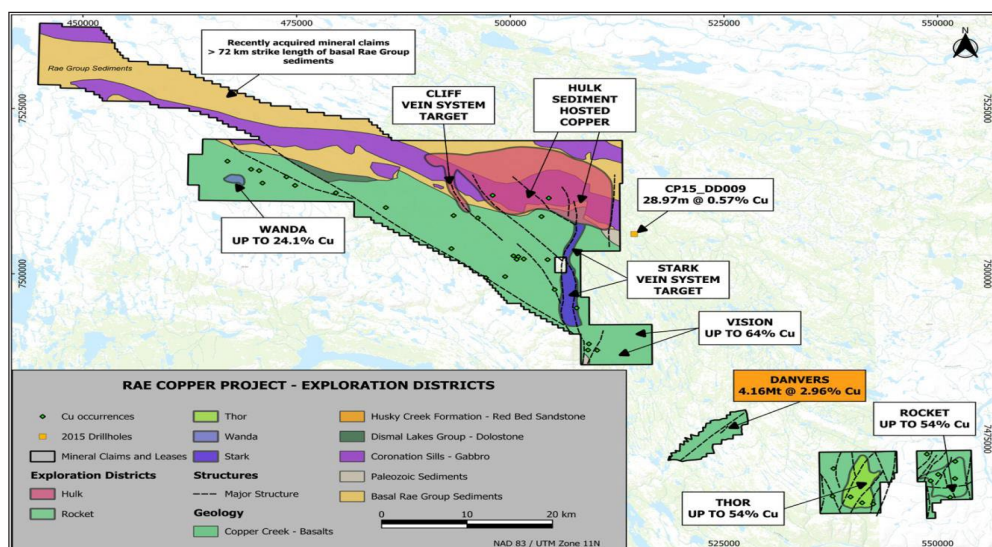 450000
475000
500000
525000
550000
N
Recently acquired mineral claims
> 72 km strike length of basal Rae Group
sediments
Rae Group Sediments
CLIFF
VEIN SYSTEM
TARGET
HULK
SEDIMENT
HOSTED
COPPER
7525000
7525000
CP15_DD009
28.97m @ 0.57% Cu
WANDA
UP TO 24.1% Cu
STARK
VEIN SYSTEM
TARGET
7500000
7500000
VISION
UP TO 64% Cu
DANVERS
4.16Mt @ 2.96% Cu
ROCKET
UP TO 54% Cu
7475000
THOR
UP TO 54% Cu
RAE COPPER PROJECT - EXPLORATION DISTRICTS
Cu occurrences
2015 Drillholes
Mineral Claims and Leases
Exploration Districts
Hulk
Rocket
Thor
Wanda
Stark
Structures
Major Structure
Geology
Copper Creek - Basalts
Husky Creek Formation - Red Bed Sandstone
Dismal Lakes Group - Dolostone
Coronation Sills - Gabbro
Paleozoic Sediments
Basal Rae Group Sediments
0 10 20 km
NAD 83 / UTM Zone 11N
525000
550000